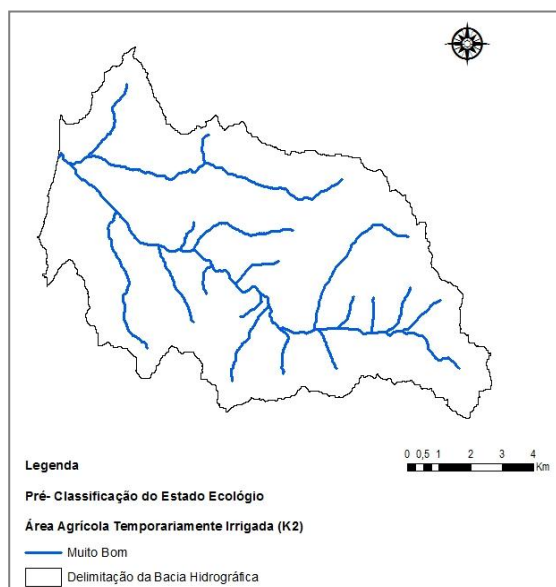 0 0,5 1 2 3 4
Km
Legenda
Pré- Classificação do Estado Ecológio
Área Agrícola Temporariamente Irrigada (K2)
Muito Bom
Delimitação da Bacia Hidrográfica